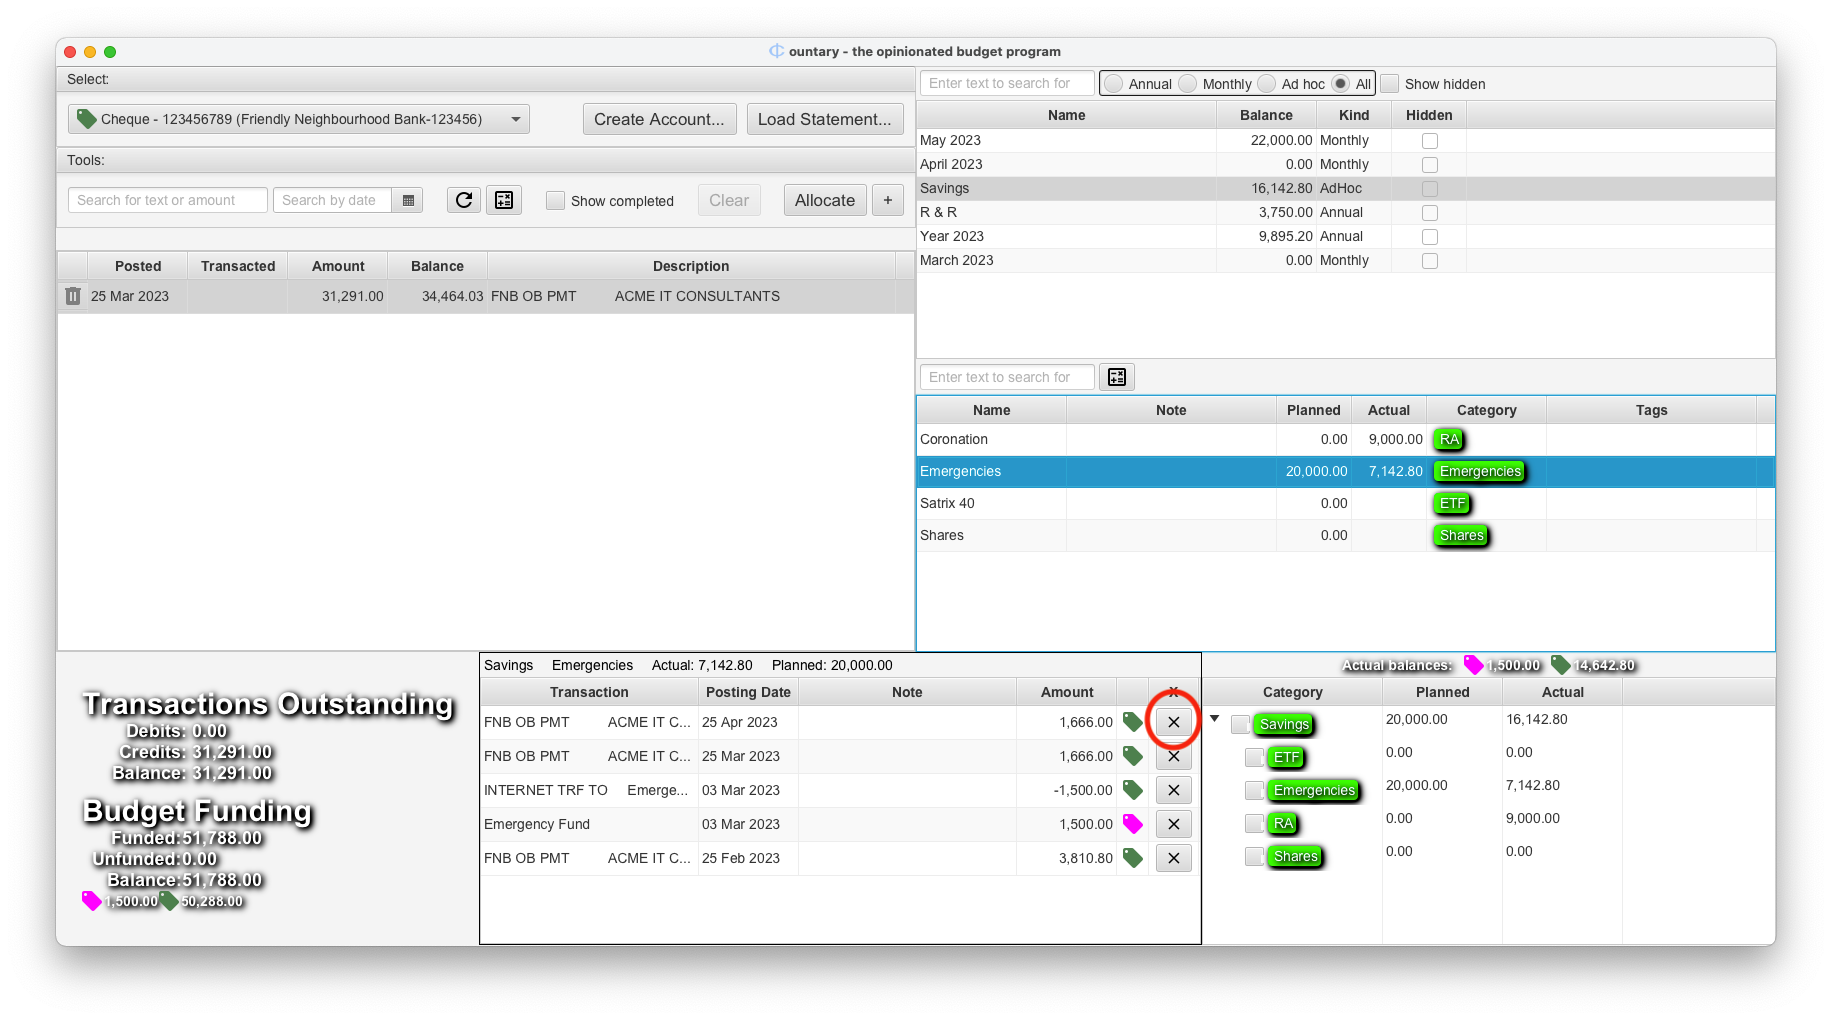 ountary - the opinionated budget program
Select:
Cheque - 123456789 (Friendly Neighbourhood Bank-123456)
Create Account...
Load Statement...
Tools:
Search for text or amount
Search by date
Show completed
Clear
Allocate
+
Posted Transacted Amount Balance Description
25 Mar 2023 31,291.00 34,464.03 FNB OB PMT ACME IT CONSULTANTS
Enter text to search for
Annual Monthly Ad hoc All
Show hidden
Name Balance Kind Hidden
May 2023 22,000.00 Monthly
April 2023 0.00 Monthly
Savings 16,142.80 AdHoc
R & R 3,750.00 Annual
Year 2023 9,895.20 Annual
March 2023 0.00 Monthly
Enter text to search for
Name Note Planned Actual Category Tags
Coronation 0.00 9,000.00 RA
Emergencies 20,000.00 7,142.80 Emergencies
Satrix 40 0.00 ETF
Shares 0.00 Shares
Transactions Outstanding
Debits: 0.00
Credits: 31,291.00
Balance: 31,291.00
Budget Funding
Funded:51,788.00
Unfunded:0.00
Balance:51,788.00
1,500.00 50,288.00
Savings Emergencies Actual: 7,142.80 Planned: 20,000.00
Transaction Posting Date Note Amount X
FNB OB PMT ACME IT C... 25 Apr 2023 1,666.00
FNB OB PMT ACME IT C... 25 Mar 2023 1,666.00
INTERNET TRF TO Emerge... 03 Mar 2023 -1,500.00
Emergency Fund 03 Mar 2023 1,500.00
FNB OB PMT ACME IT C... 25 Feb 2023 3,810.80
Actual balances: 1,500.00 14,642.80
Category Planned Actual
Savings 20,000.00 16,142.80
ETF 0.00 0.00
Emergencies 20,000.00 7,142.80
RA 0.00 9,000.00
Shares 0.00 0.00